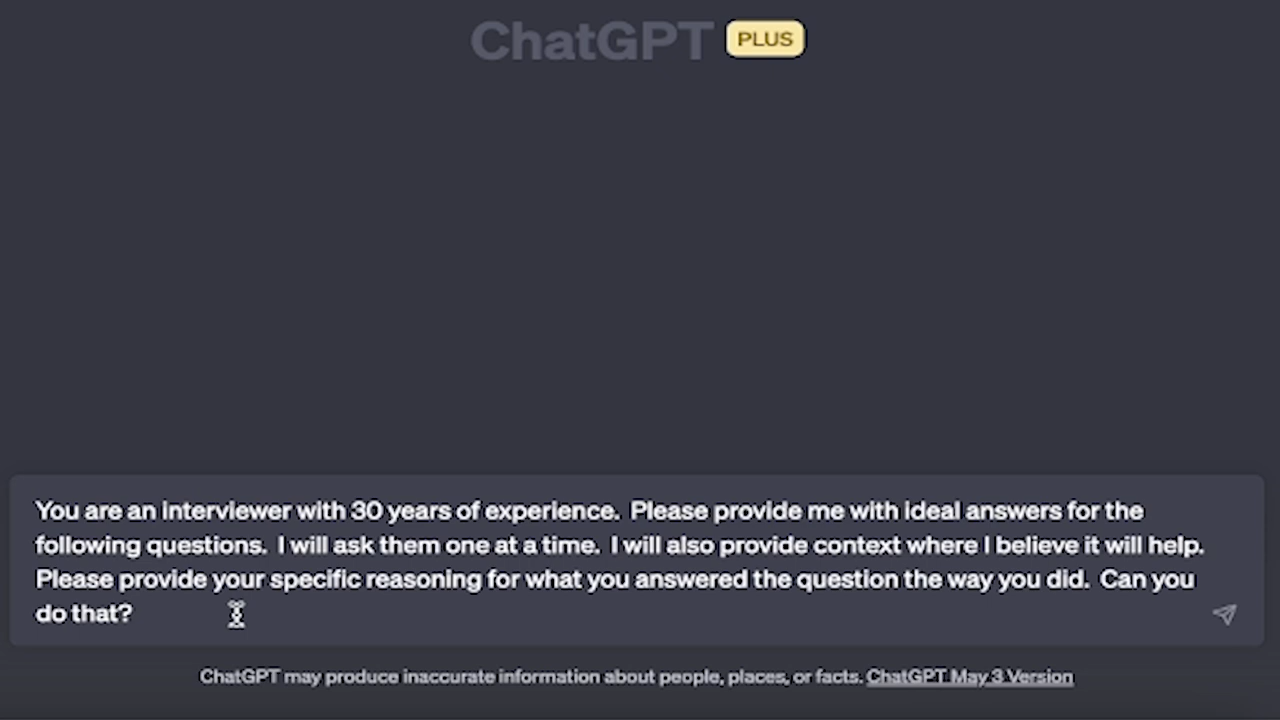 ChatGPT PLUS
You are an interviewer with 30 years of experience.  Please provide me with ideal answers for the
following questions.  I will ask them one at a time.  I will also provide context where I believe it will help.
Please provide your specific reasoning for what you answered the question the way you did.  Can you
do that?
ChatGPT may produce inaccurate information about people, places, or facts. ChatGPT May 3 Version